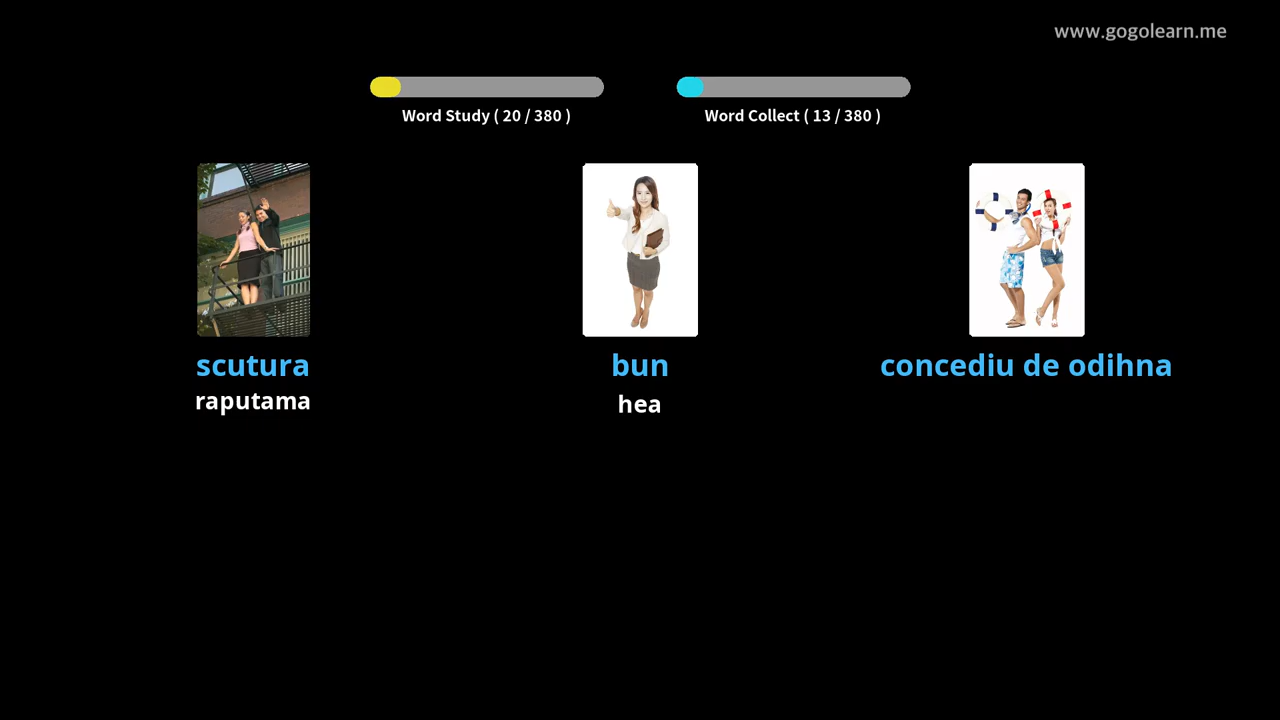 www.gogolearn.me
Word Study ( 20 / 380 )
Word Collect ( 13 / 380 )
scutura
raputama
bun
hea
concediu de odihna